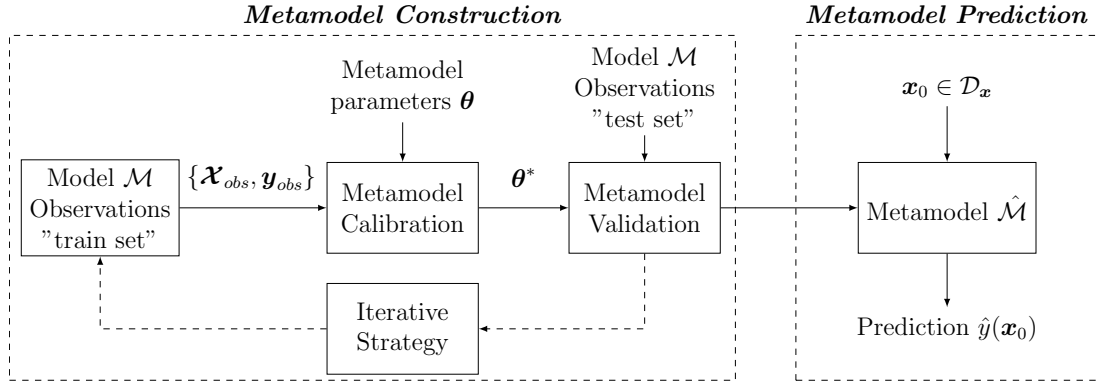 Metamodel Construction
Metamodel Prediction
Metamodel
parameters θ
Model ℳ
Observations
"test set"
x₀ ∈ 𝒟ₓ
Model ℳ
Observations
"train set"
{𝒳_obs, y_obs}
Metamodel
Calibration
θ*
Metamodel
Validation
Metamodel ℳ̂
Iterative
Strategy
Prediction ŷ(x₀)